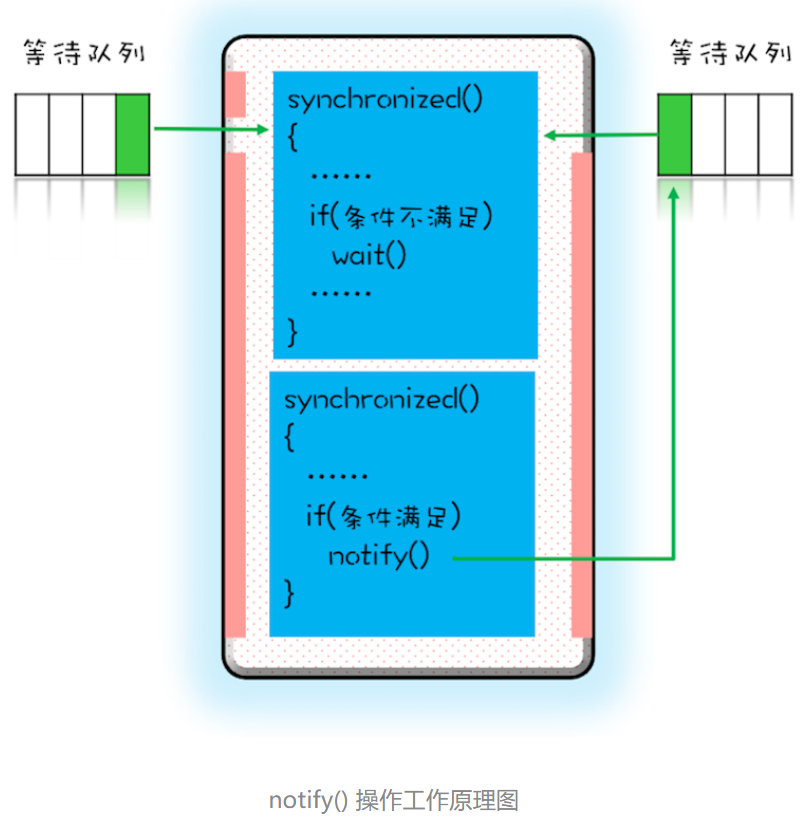 等待队列
等待队列
synchronized()
{
······
if(条件不满足)
wait()
······
}
synchronized()
{
······
if(条件满足)
notify()
}
notify() 操作工作原理图